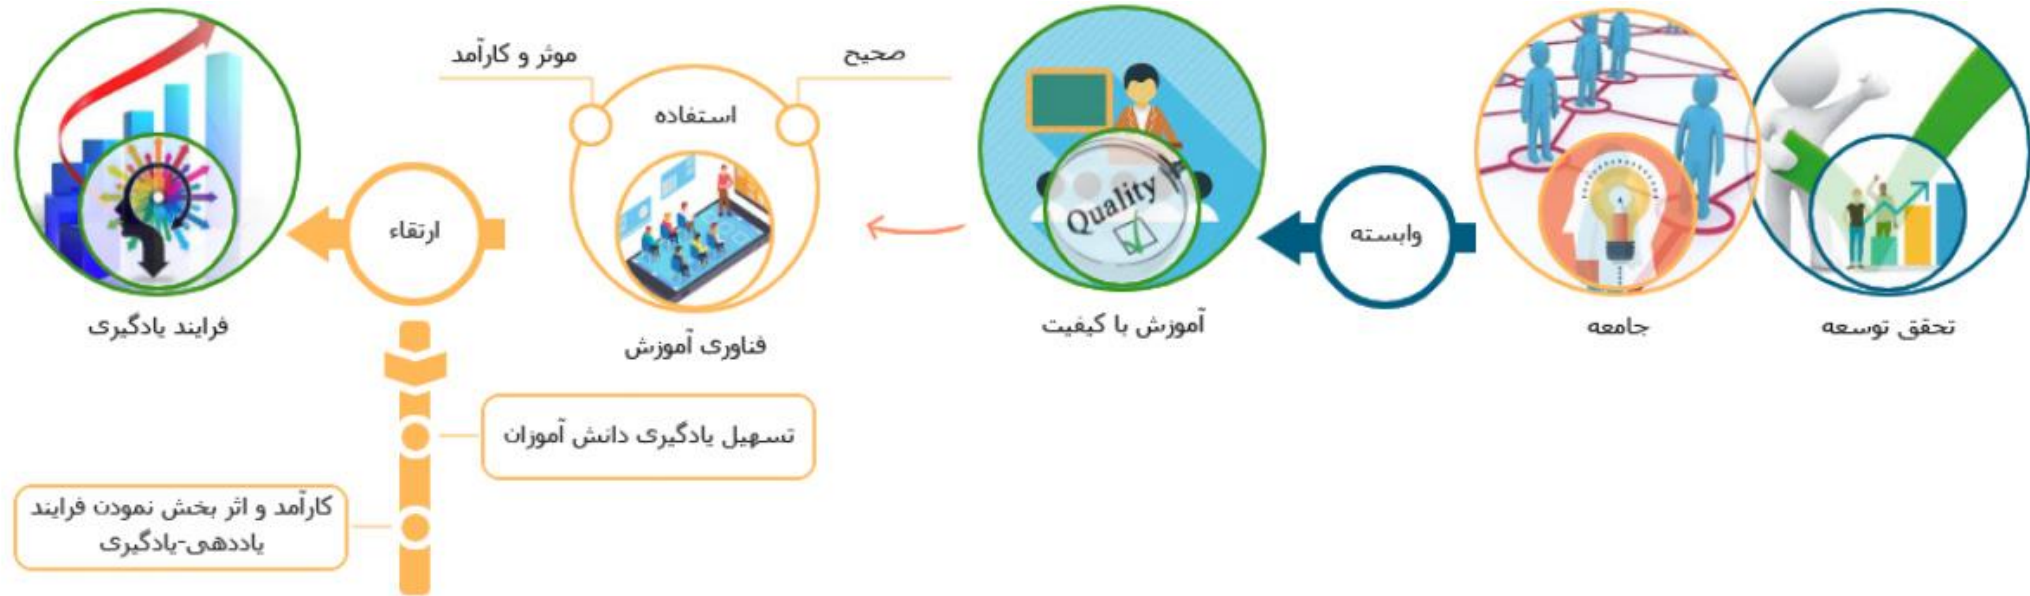 تحقق توسعه
جامعه
وابسته
Quality
آموزش با کیفیت
صحیح
موثر و کارآمد
استفاده
فناوری آموزش
ارتقاء
فرایند یادگیری
تسهیل یادگیری دانش آموزان
کارآمد و اثر بخش نمودن فرایند
یاددهی-یادگیری